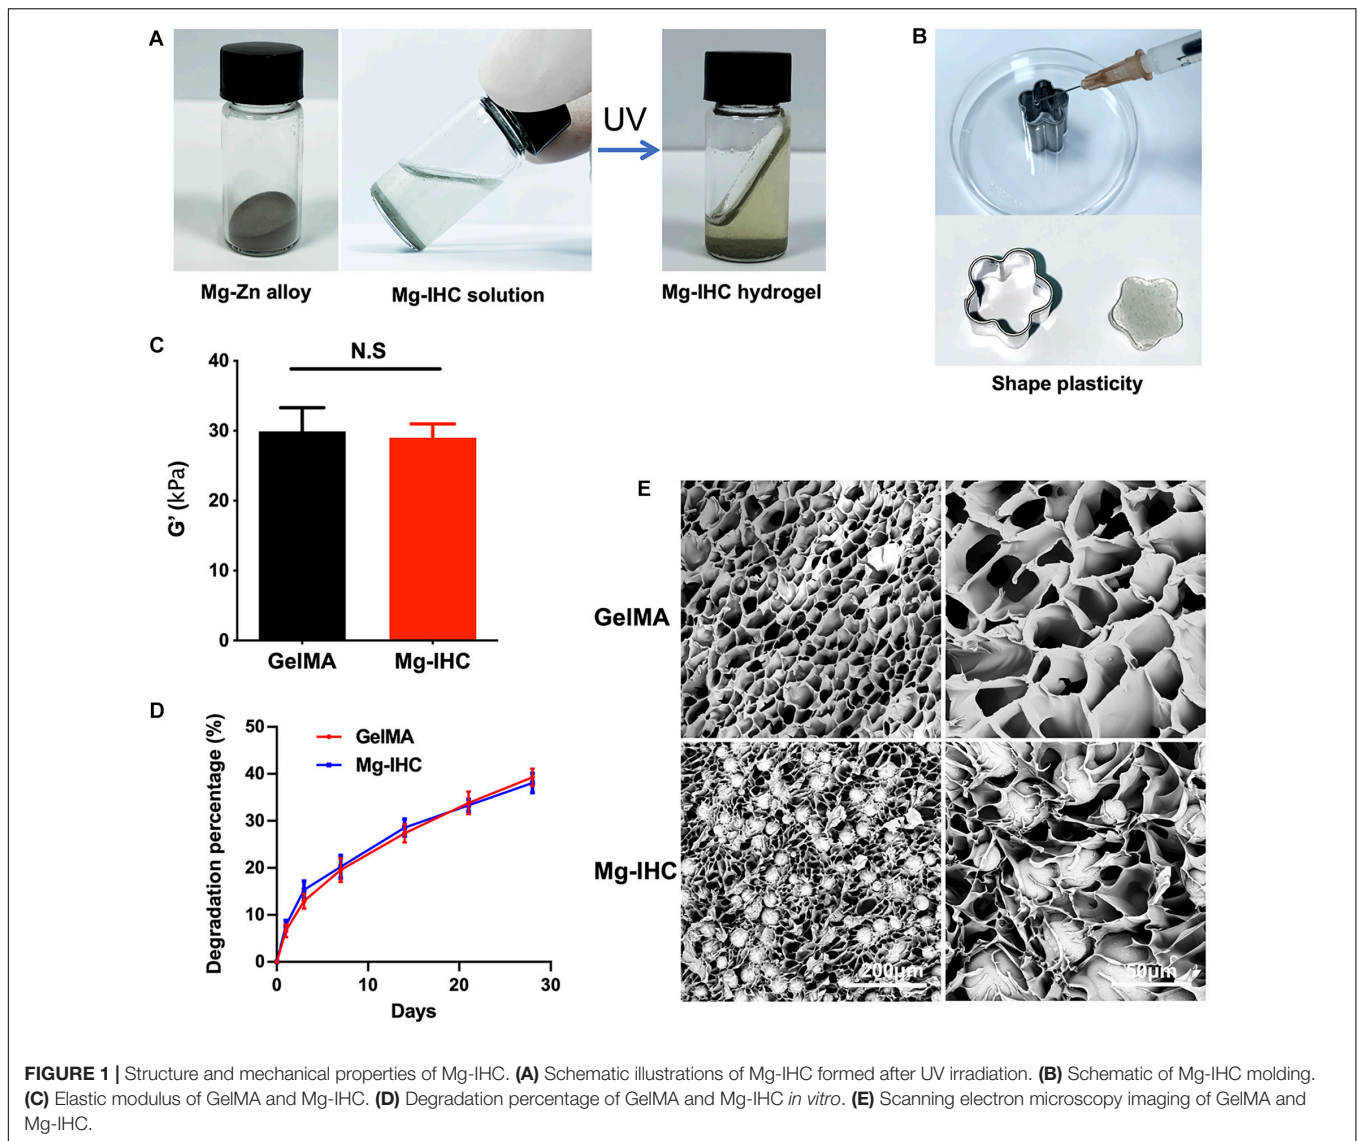 A
UV
Mg-Zn alloy
Mg-IHC solution
Mg-IHC hydrogel
B
Shape plasticity
C
N.S
G' (kPa)
40
30
20
10
0
GelMA
Mg-IHC
D
Degradation percentage (%)
50
40
30
20
10
0
GelMA
Mg-IHC
0
10
20
30
Days
E
GelMA
Mg-IHC
200μm
50μm
FIGURE 1 | Structure and mechanical properties of Mg-IHC. (A) Schematic illustrations of Mg-IHC formed after UV irradiation. (B) Schematic of Mg-IHC molding.
(C) Elastic modulus of GelMA and Mg-IHC. (D) Degradation percentage of GelMA and Mg-IHC in vitro. (E) Scanning electron microscopy imaging of GelMA and
Mg-IHC.